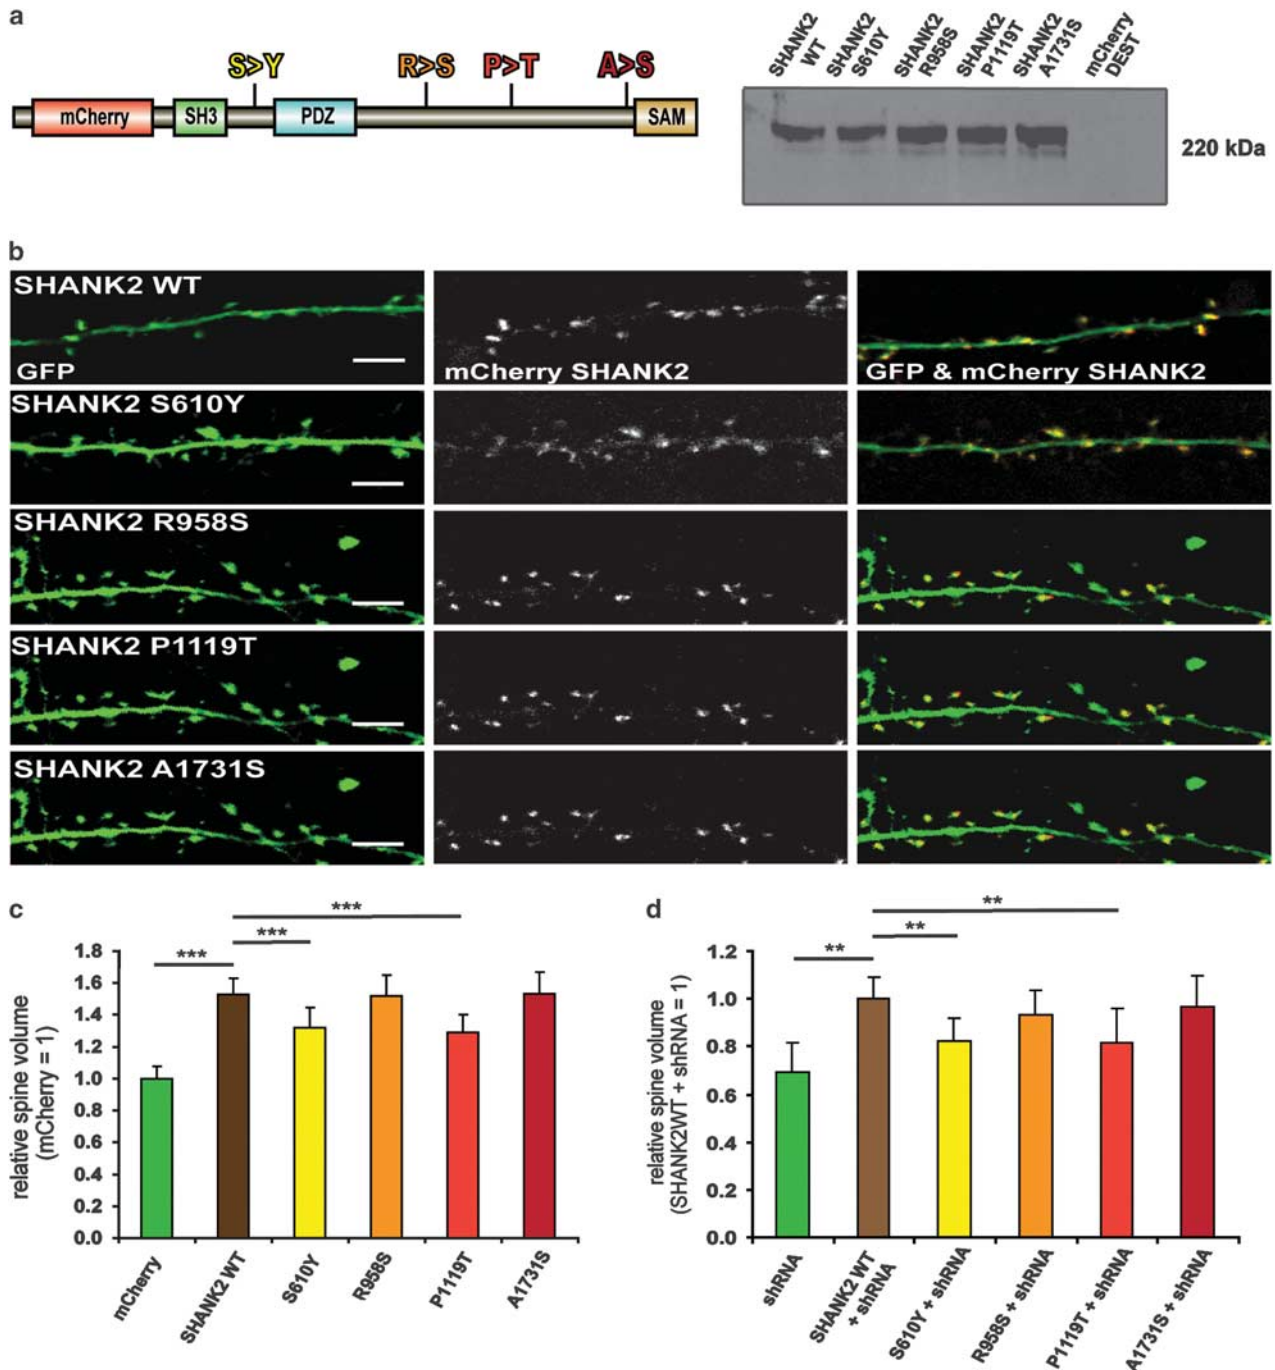 a
S>Y
R>S
P>T
A>S
mCherry
SH3
PDZ
SAM
SHANK2
WT
SHANK2
S610Y
SHANK2
R958S
SHANK2
P1119T
SHANK2
A1731S
mCherry
DEST
220 kDa
b
SHANK2 WT
GFP
mCherry SHANK2
GFP & mCherry SHANK2
SHANK2 S610Y
SHANK2 R958S
SHANK2 P1119T
SHANK2 A1731S
c
relative spine volume
(mCherry = 1)
1.8
1.6
1.4
1.2
1.0
0.8
0.6
0.4
0.2
0.0
***
***
***
mCherry
SHANK2 WT
S610Y
R958S
P1119T
A1731S
d
relative spine volume
(SHANK2WT + shRNA = 1)
1.2
1.0
0.8
0.6
0.4
0.2
0.0
**
**
**
shRNA
SHANK2 WT
+ shRNA
S610Y + shRNA
R958S + shRNA
P1119T + shRNA
A1731S + shRNA